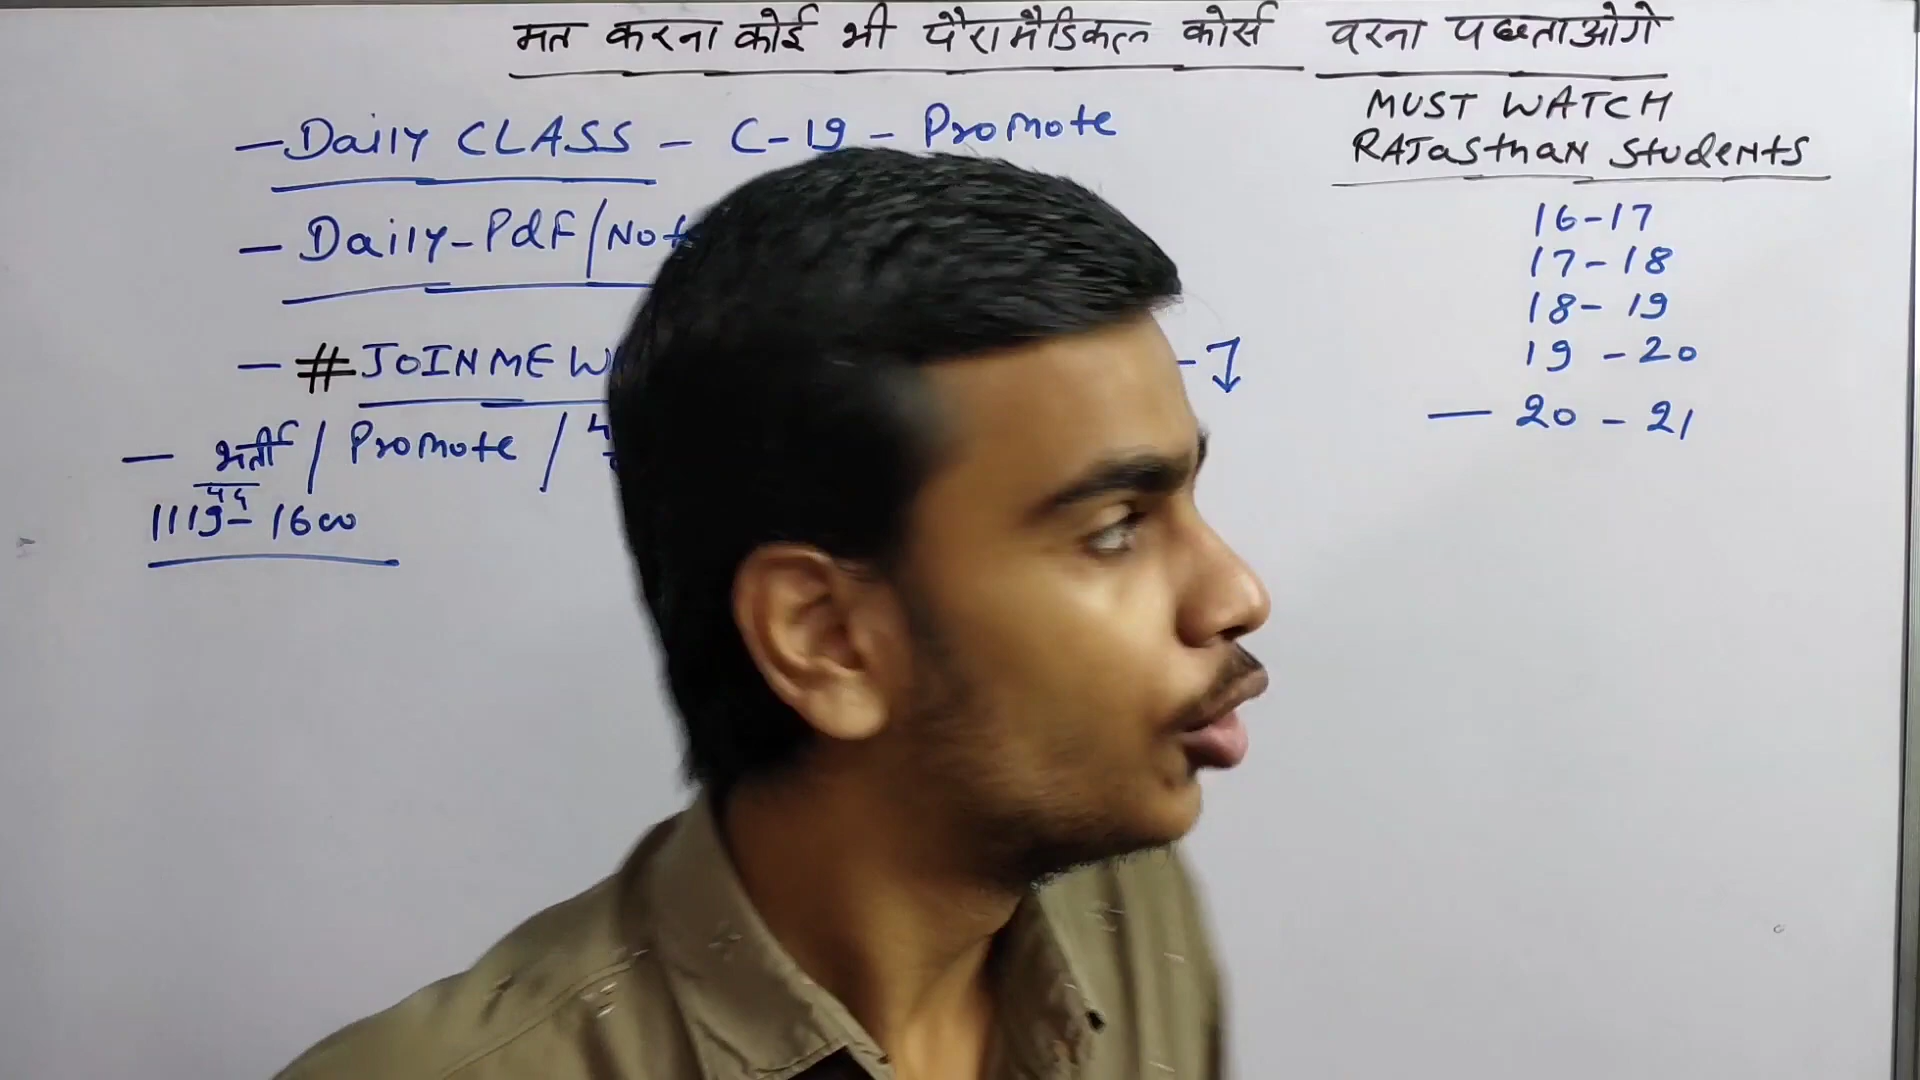 मत करना कोई भी पैरामैडिकल कोर्स वरना पछताओगे
MUST WATCH
RAJasthaN StudeNts
— Daily CLASS — C-19 — Promote
— Daily-Pdf/Not
— #JOINMEW
— भर्ती / Promote /
1119 — 1600
16-17
17-18
18-19
19-20
— 20-21